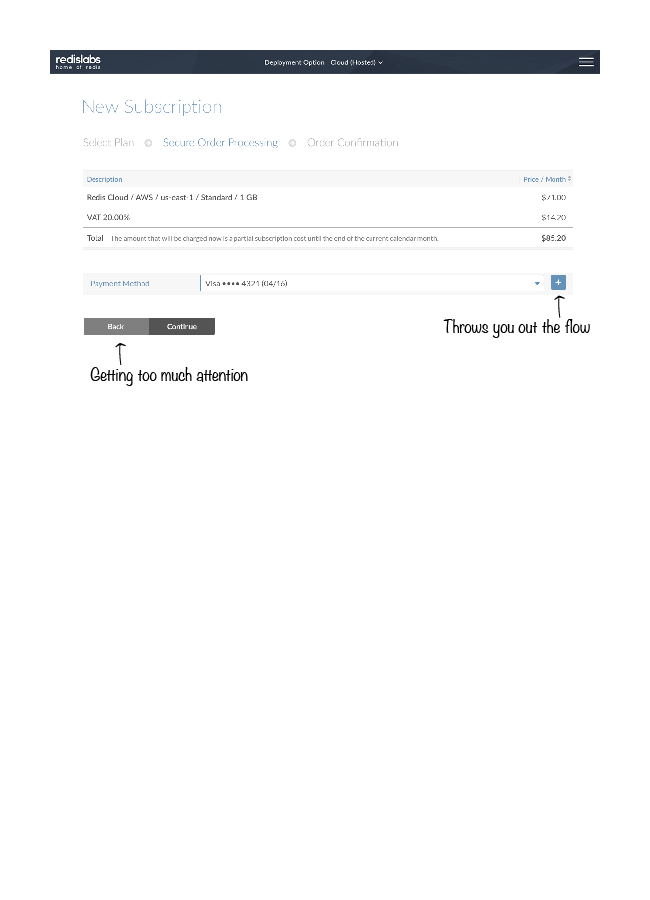 redislabs
home of redis
Deployment Option Cloud (Hosted)
New Subscription
Select Plan Secure Order Processing Order Confirmation
Description Price / Month
Redis Cloud / AWS / us-east-1 / Standard / 1 GB $71.00
VAT 20.00% $14.20
Total The amount that will be charged now is a partial subscription cost until the end of the current calendar month. $85.20
Payment Method Visa •••• 4321 (04/16) +
Back Continue
Throws you out the flow
Getting too much attention